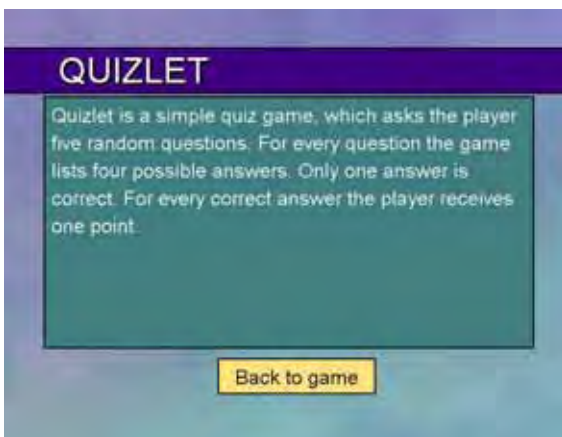 QUIZLET
Quizlet is a simple quiz game, which asks the player
five random questions. For every question the game
lists four possible answers. Only one answer is
correct. For every correct answer the player receives
one point.
Back to game